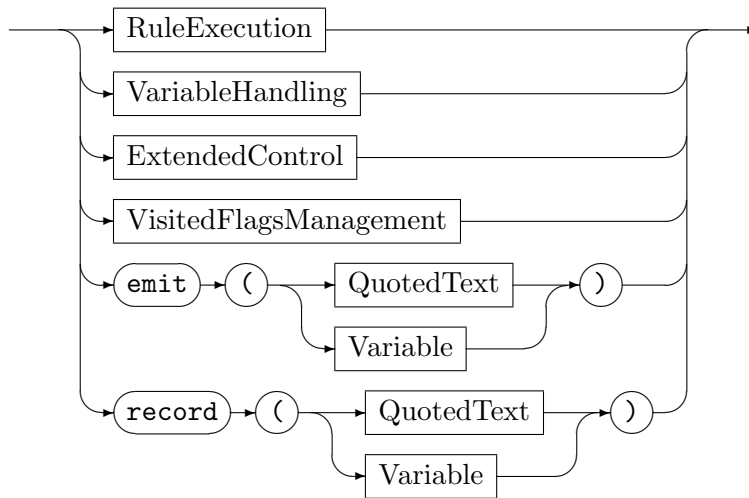 RuleExecution
VariableHandling
ExtendedControl
VisitedFlagsManagement
emit ( QuotedText )
Variable
record ( QuotedText )
Variable